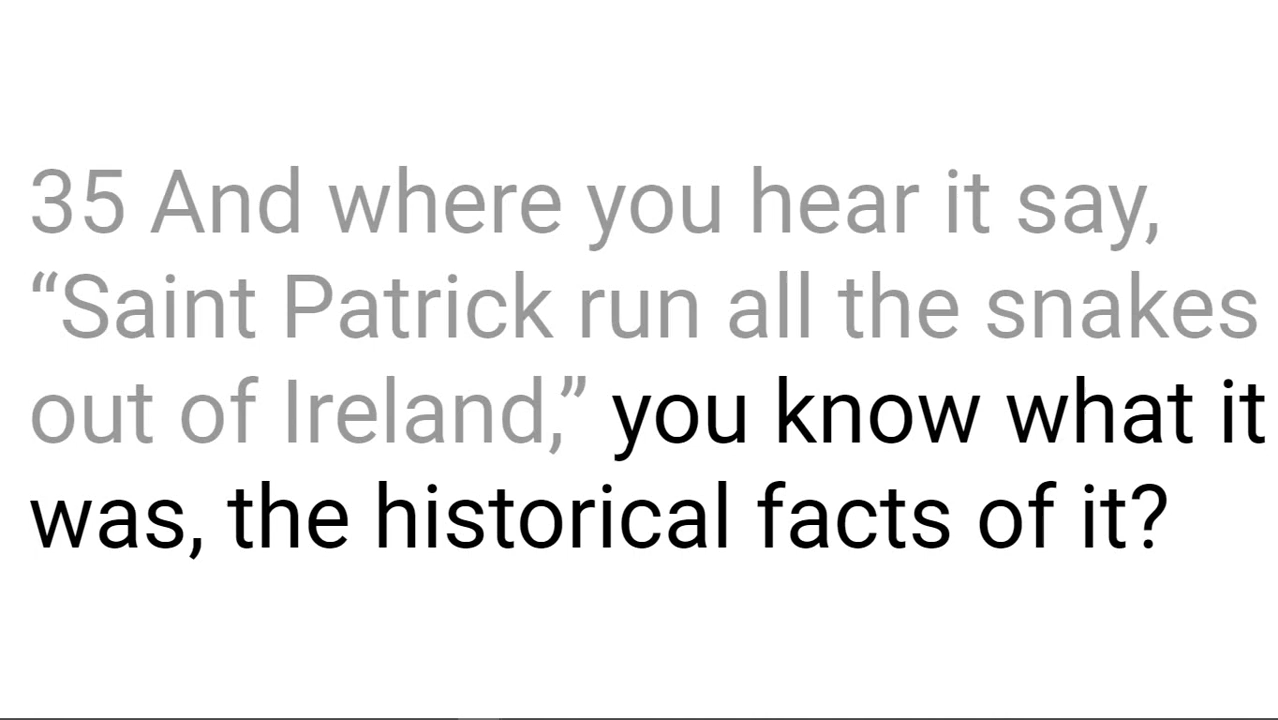 35 And where you hear it say,
“Saint Patrick run all the snakes
out of Ireland,” you know what it
was, the historical facts of it?